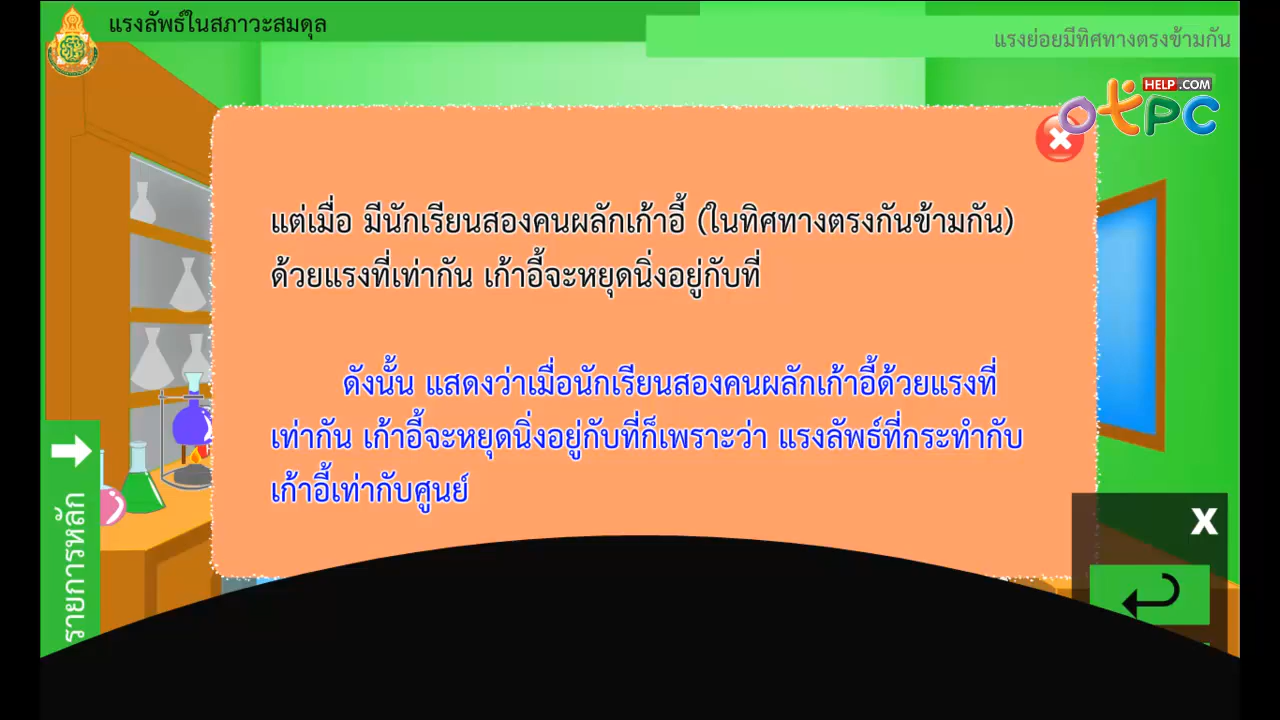 แรงลัพธ์ในสภาวะสมดุล
แรงย่อยมีทิศทางตรงข้ามกัน
HELP.COM
OTPC
แต่เมื่อ มีนักเรียนสองคนผลักเก้าอี้ (ในทิศทางตรงกันข้ามกัน)
ด้วยแรงที่เท่ากัน เก้าอี้จะหยุดนิ่งอยู่กับที่
ดังนั้น แสดงว่าเมื่อนักเรียนสองคนผลักเก้าอี้ด้วยแรงที่
เท่ากัน เก้าอี้จะหยุดนิ่งอยู่กับที่ก็เพราะว่า แรงลัพธ์ที่กระทำกับ
เก้าอี้เท่ากับศูนย์
รายการหลัก
X